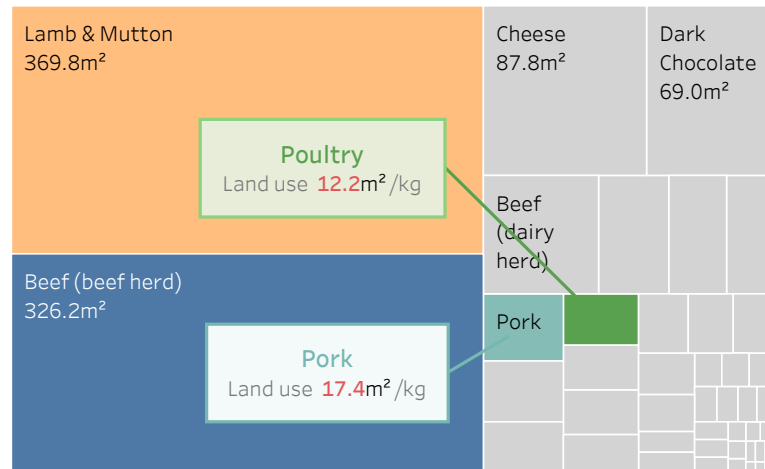 Lamb & Mutton
369.8m²
Cheese
87.8m²
Dark
Chocolate
69.0m²
Poultry
Land use 12.2m²/kg
Beef
(dairy
herd)
Beef (beef herd)
326.2m²
Pork
Pork
Land use 17.4m²/kg